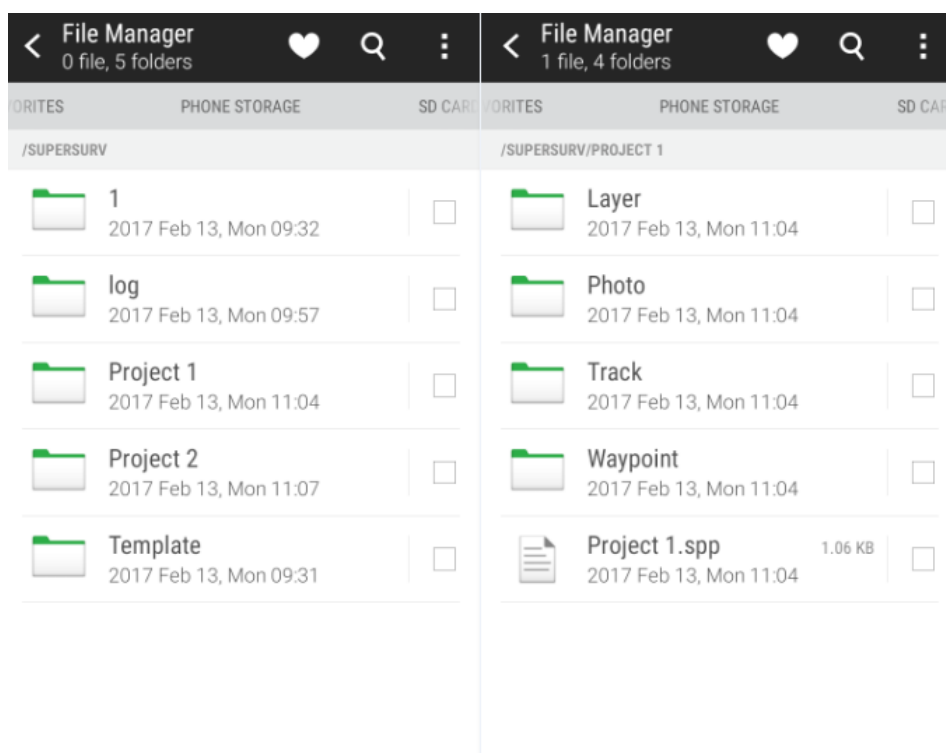 File Manager
0 file, 5 folders
ORITES PHONE STORAGE SD CARD
/SUPERSURV
1
2017 Feb 13, Mon 09:32
log
2017 Feb 13, Mon 09:57
Project 1
2017 Feb 13, Mon 11:04
Project 2
2017 Feb 13, Mon 11:07
Template
2017 Feb 13, Mon 09:31
File Manager
1 file, 4 folders
ORITES PHONE STORAGE SD CAR
/SUPERSURV/PROJECT 1
Layer
2017 Feb 13, Mon 11:04
Photo
2017 Feb 13, Mon 11:04
Track
2017 Feb 13, Mon 11:04
Waypoint
2017 Feb 13, Mon 11:04
Project 1.spp 1.06 KB
2017 Feb 13, Mon 11:04